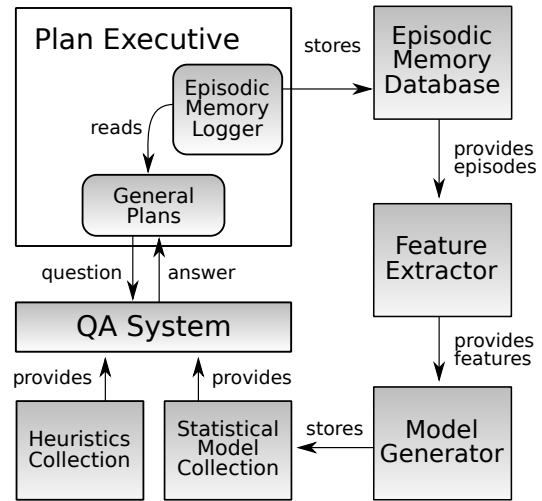 Plan Executive
stores
Episodic
Memory
Database
Episodic
Memory
Logger
reads
General
Plans
provides
episodes
Feature
Extractor
question
answer
QA System
provides
features
provides
provides
Heuristics
Collection
Statistical
Model
Collection
stores
Model
Generator